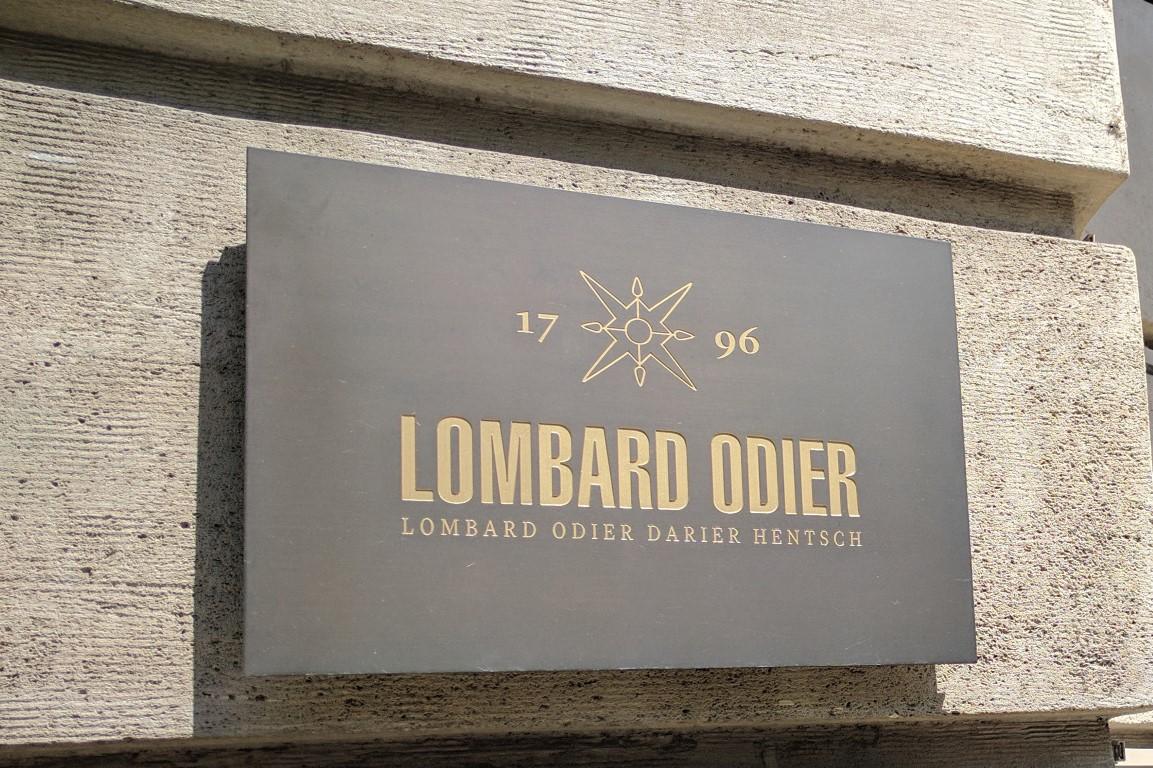 17 96
LOMBARD ODIER
LOMBARD ODIER DARIER HENTSCH